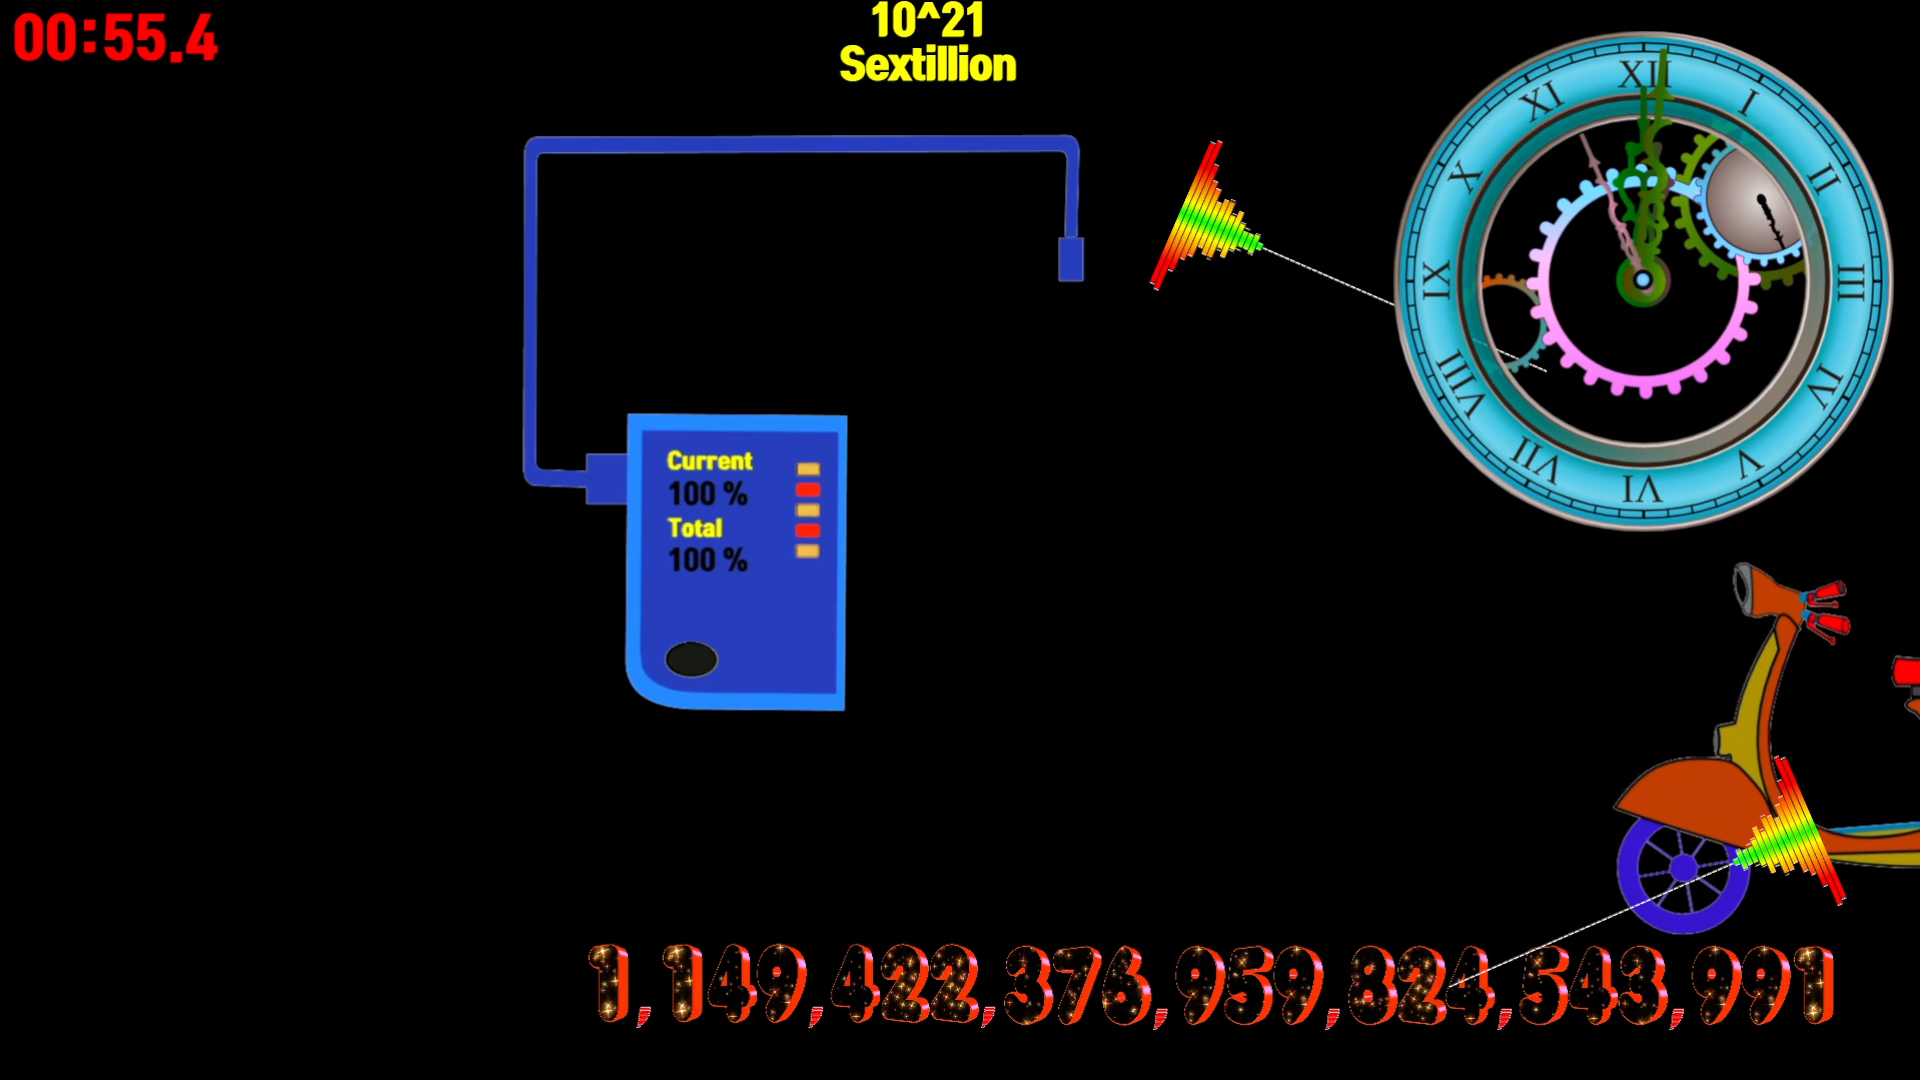 00:55.4
10^21
Sextillion
XII
I
II
III
IV
V
VI
VII
VIII
IX
X
XI
Current
100 %
Total
100 %
1,149,422,376,959,824,543,991